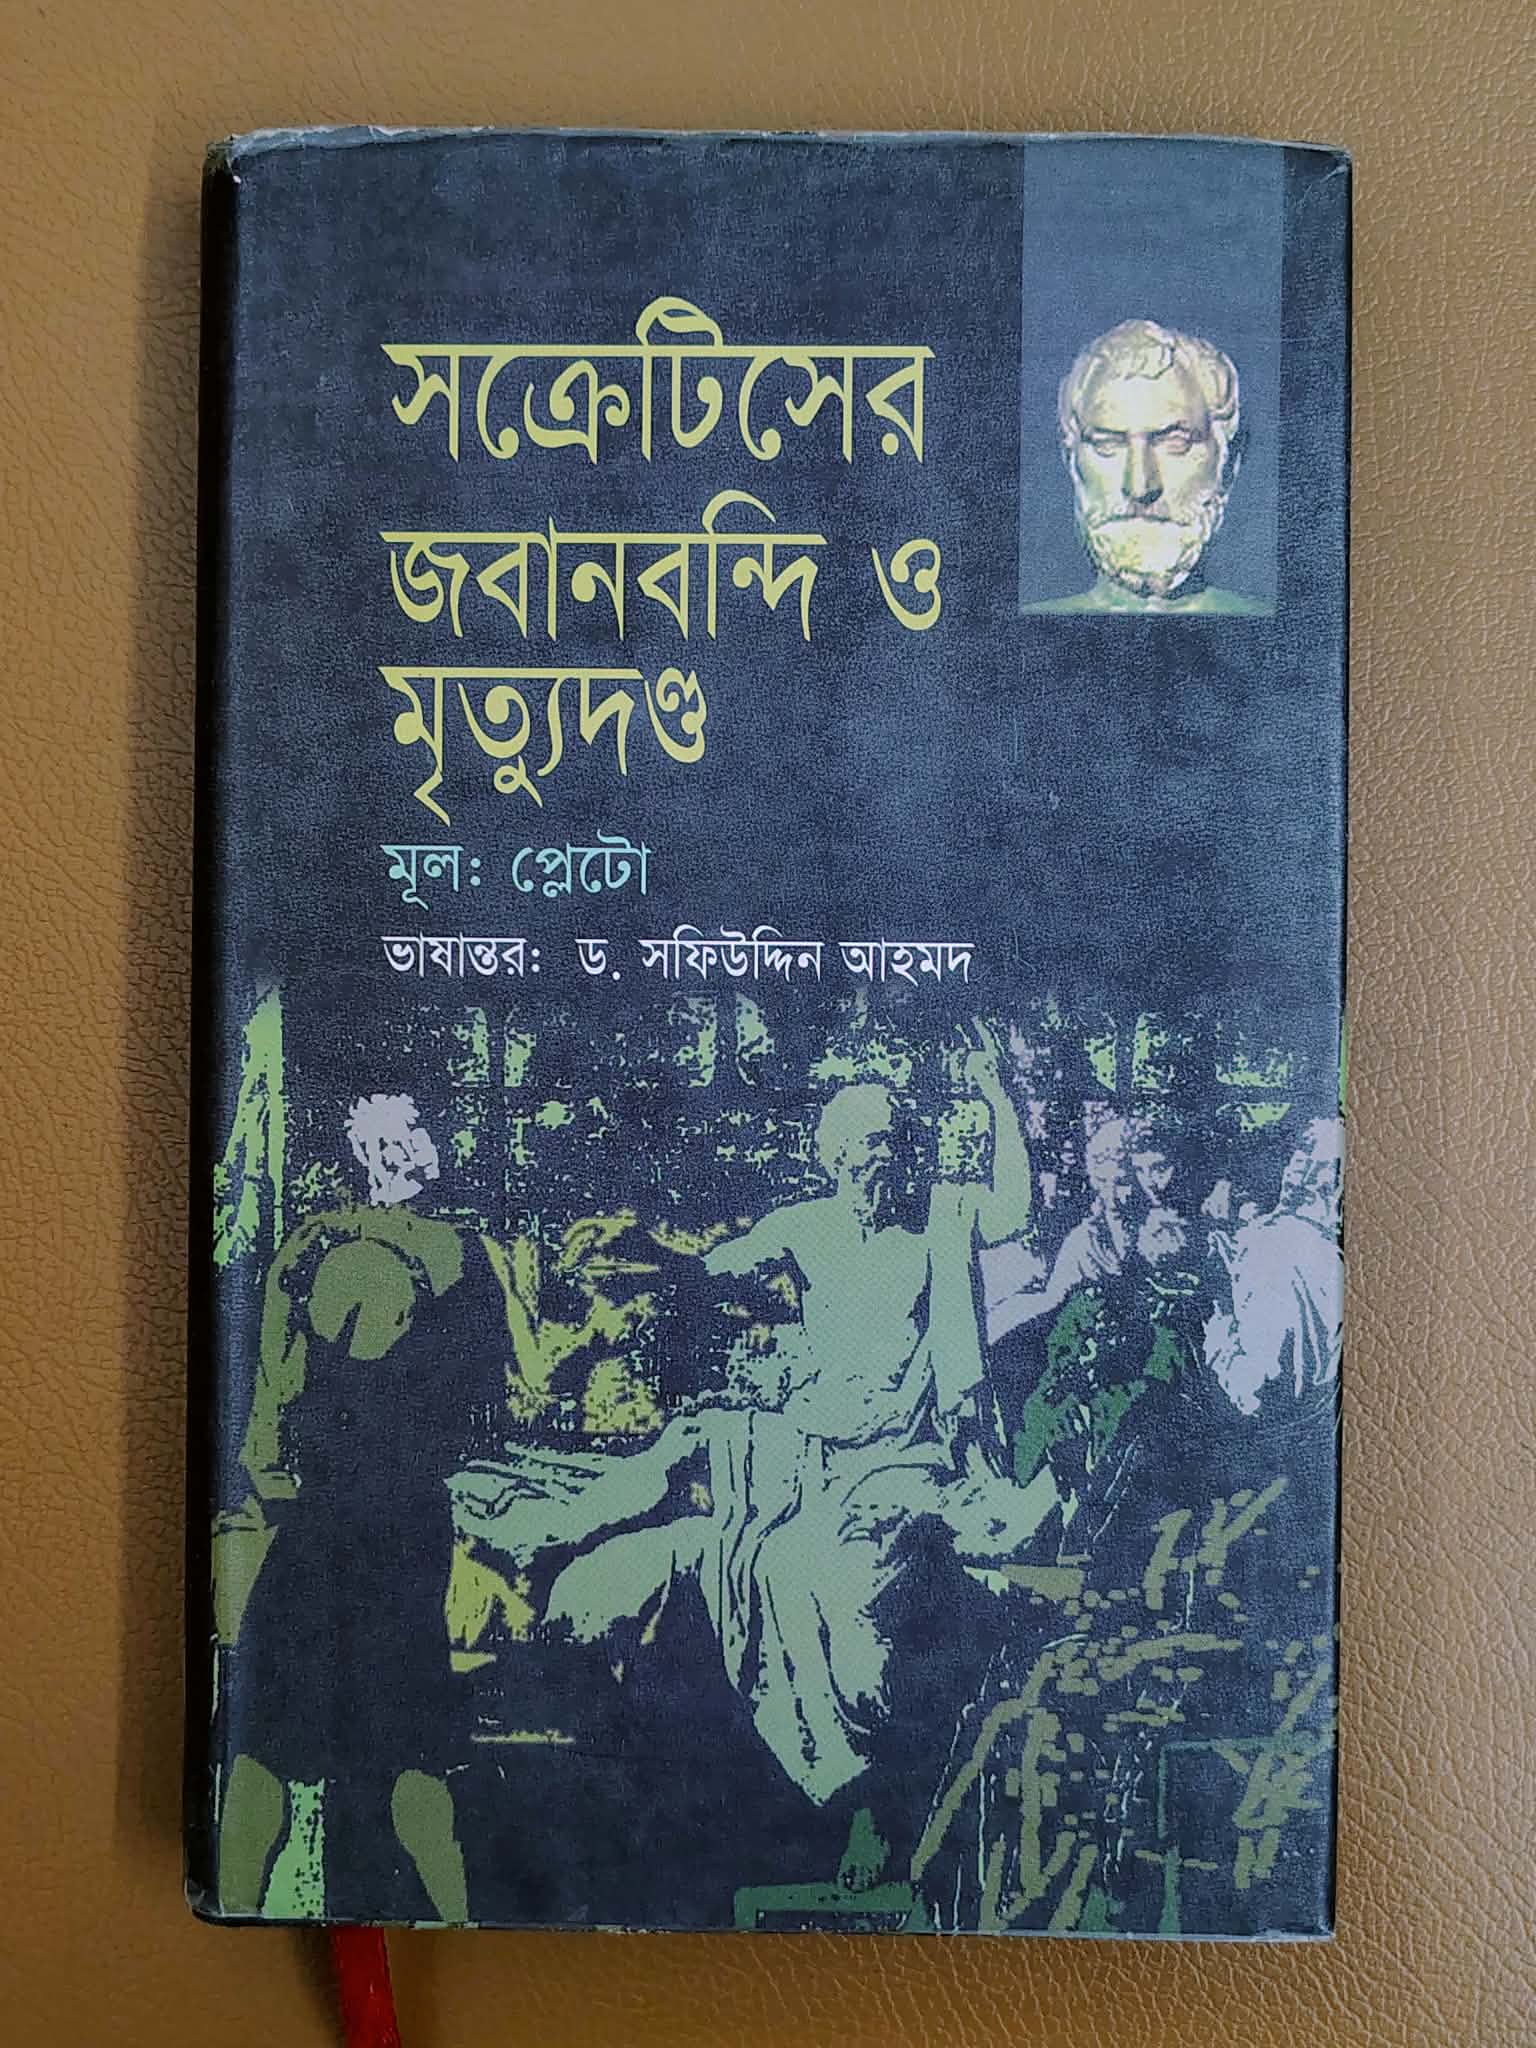 সক্রেটিসের
জবানবন্দি ও
মৃত্যুদণ্ড
মূল: প্লেটো
ভাষান্তর: ড. সফিউদ্দিন আহমদ